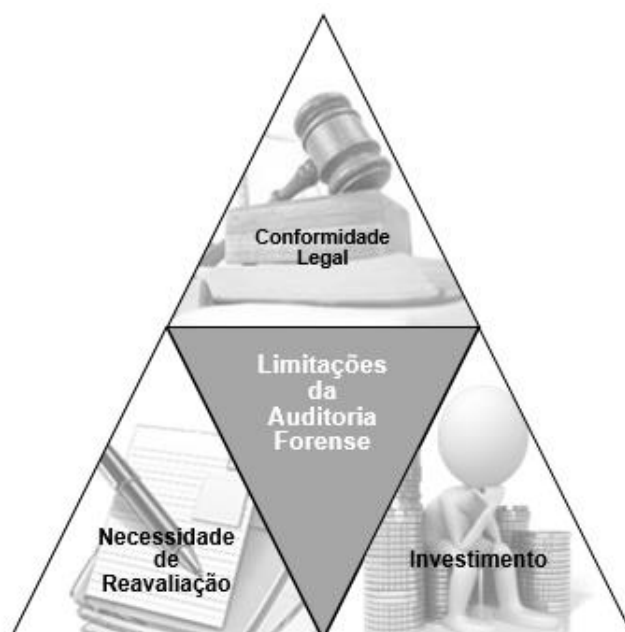 Conformidade
Legal
Limitações
da
Auditoria
Forense
Necessidade
de
Reavaliação
Investimento